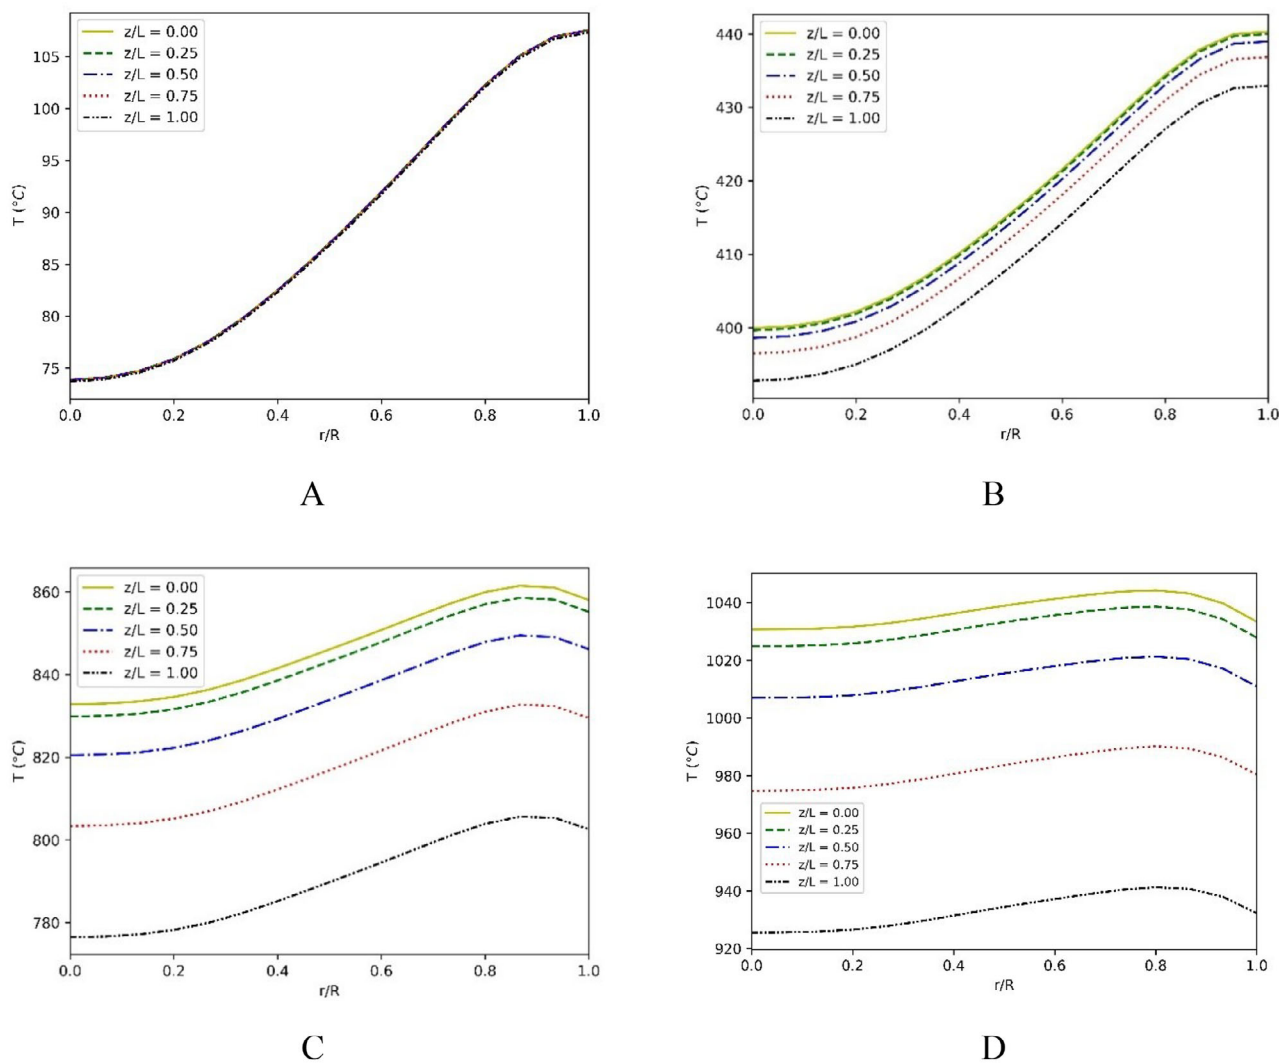 z/L = 0.00
z/L = 0.25
z/L = 0.50
z/L = 0.75
z/L = 1.00
105
100
95
90
85
80
75
T (°C)
0.0 0.2 0.4 0.6 0.8 1.0
r/R
A
z/L = 0.00
z/L = 0.25
z/L = 0.50
z/L = 0.75
z/L = 1.00
440
430
420
410
400
T (°C)
0.0 0.2 0.4 0.6 0.8 1.0
r/R
B
z/L = 0.00
z/L = 0.25
z/L = 0.50
z/L = 0.75
z/L = 1.00
860
840
820
800
780
T (°C)
0.0 0.2 0.4 0.6 0.8 1.0
r/R
C
1040
1020
1000
980
960
940
920
T (°C)
z/L = 0.00
z/L = 0.25
z/L = 0.50
z/L = 0.75
z/L = 1.00
0.0 0.2 0.4 0.6 0.8 1.0
r/R
D